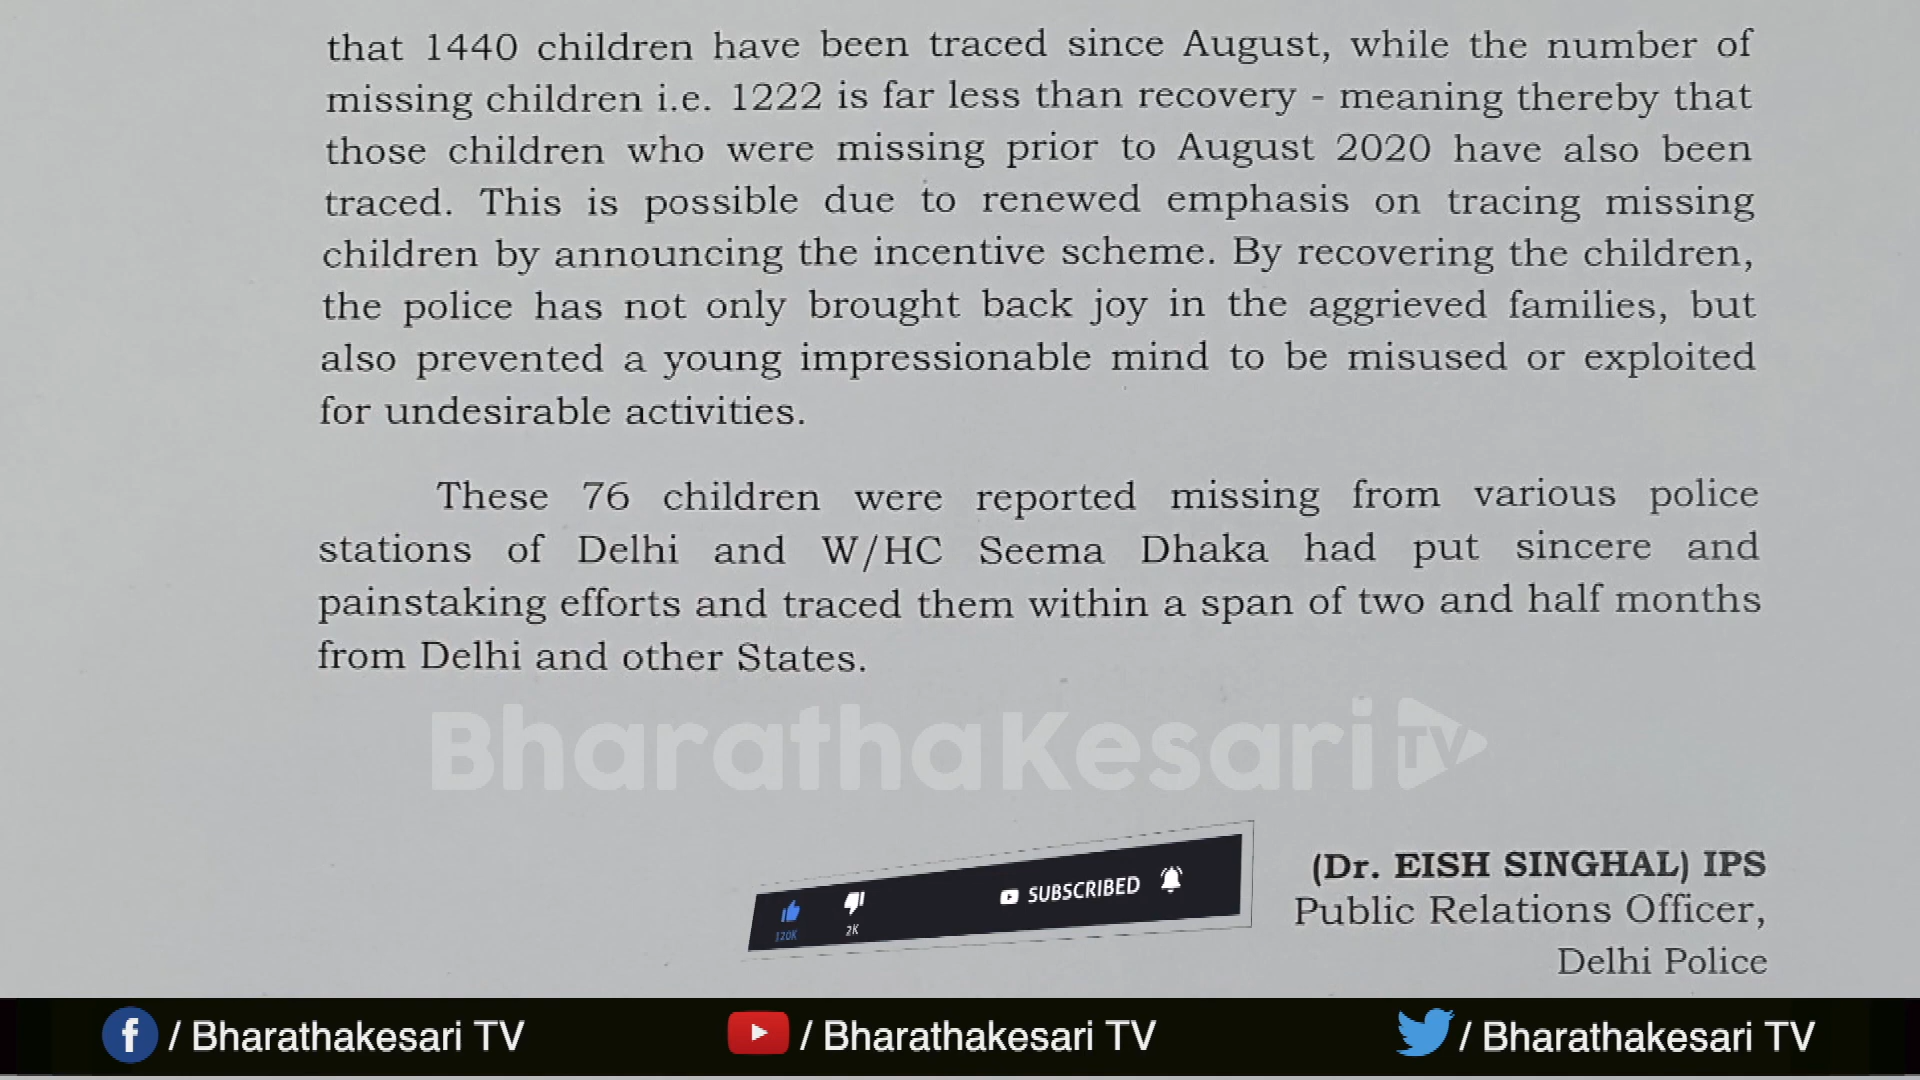 that 1440 children have been traced since August, while the number of
missing children i.e. 1222 is far less than recovery - meaning thereby that
those children who were missing prior to August 2020 have also been
traced. This is possible due to renewed emphasis on tracing missing
children by announcing the incentive scheme. By recovering the children,
the police has not only brought back joy in the aggrieved families, but
also prevented a young impressionable mind to be misused or exploited
for undesirable activities.
These 76 children were reported missing from various police
stations of Delhi and W/HC Seema Dhaka had put sincere and
painstaking efforts and traced them within a span of two and half months
from Delhi and other States.
BharathaKesari TV
120K
2K
SUBSCRIBED
(Dr. EISH SINGHAL) IPS
Public Relations Officer,
Delhi Police
/ Bharathakesari TV
/ Bharathakesari TV
/ Bharathakesari TV